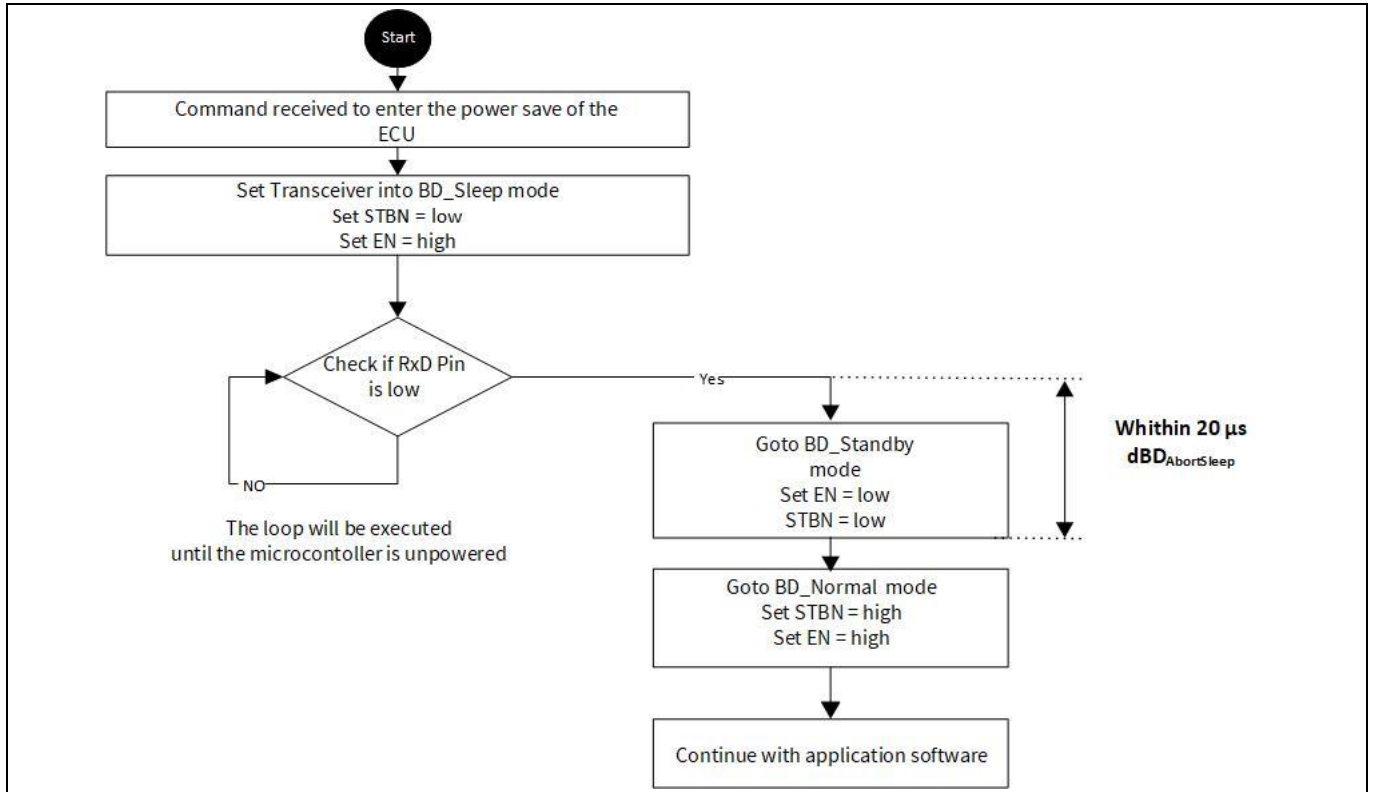 Start
Command received to enter the power save of the
ECU
Set Transceiver into BD_Sleep mode
Set STBN = low
Set EN = high
Check if RxD Pin
is low
Yes
NO
The loop will be executed
until the microcontoller is unpowered
Goto BD_Standby
mode
Set EN = low
STBN = low
Whithin 20 µs
dBDAbortSleep
Goto BD_Normal mode
Set STBN = high
Set EN = high
Continue with application software